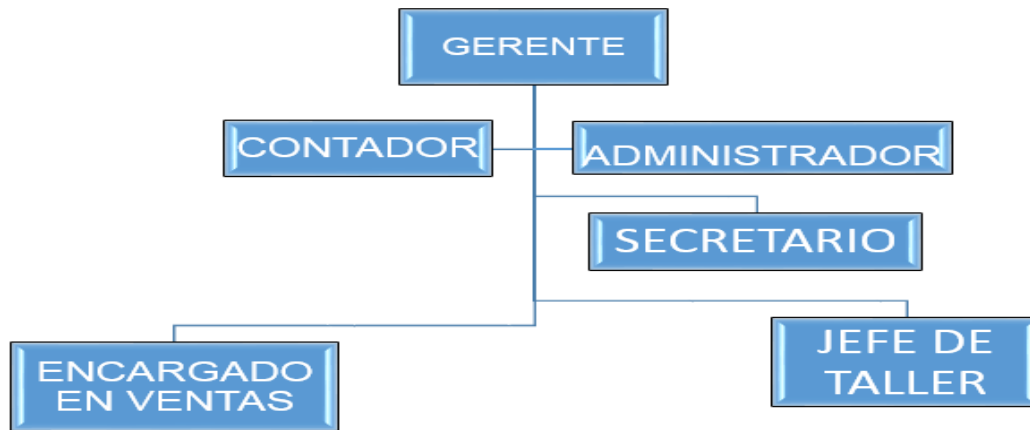 GERENTE
CONTADOR
ADMINISTRADOR
SECRETARIO
JEFE DE
TALLER
ENCARGADO
EN VENTAS